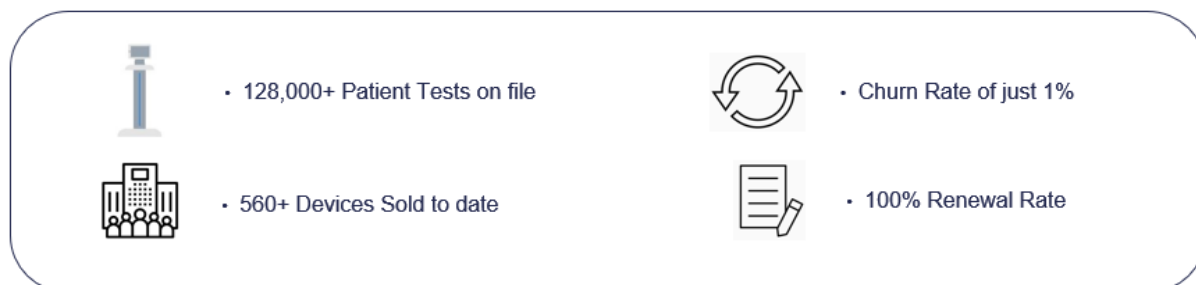 • 128,000+ Patient Tests on file
• Churn Rate of just 1%
• 560+ Devices Sold to date
• 100% Renewal Rate